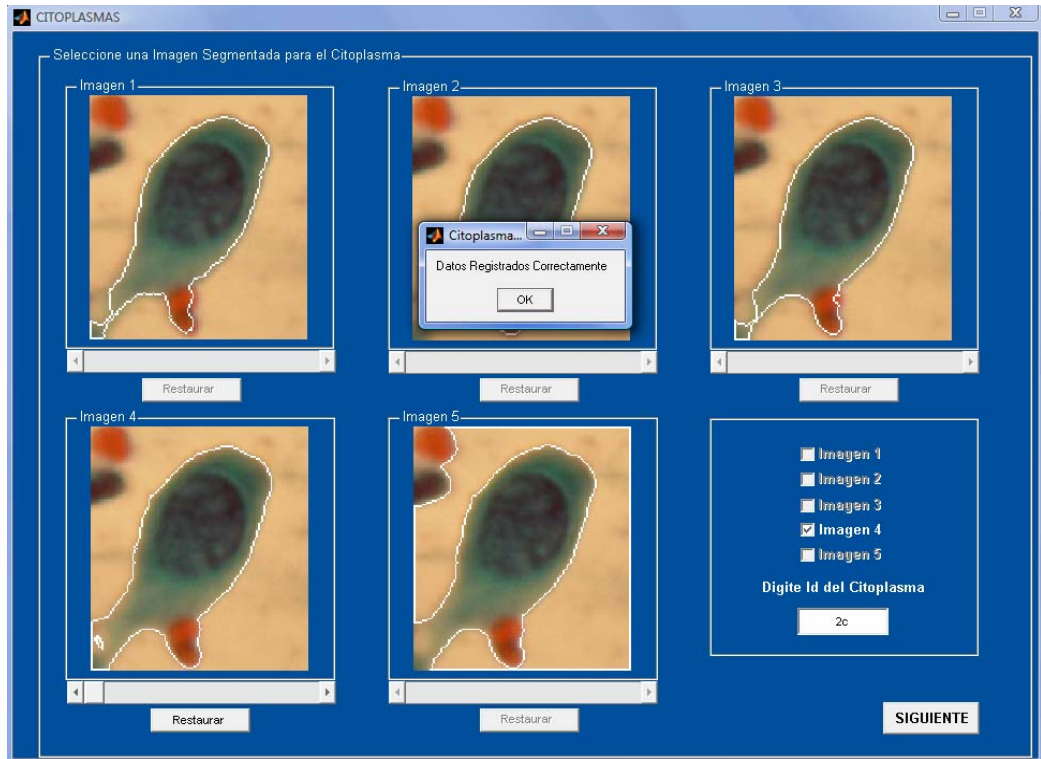 CITOPLASMAS
Seleccione una Imagen Segmentada para el Citoplasma
Imagen 1
Imagen 2
Imagen 3
Citoplasma...
Datos Registrados Correctamente
OK
Restaurar
Restaurar
Restaurar
Imagen 4
Imagen 5
Imagen 1
Imagen 2
Imagen 3
Imagen 4
Imagen 5
Digite Id del Citoplasma
2c
Restaurar
Restaurar
SIGUIENTE